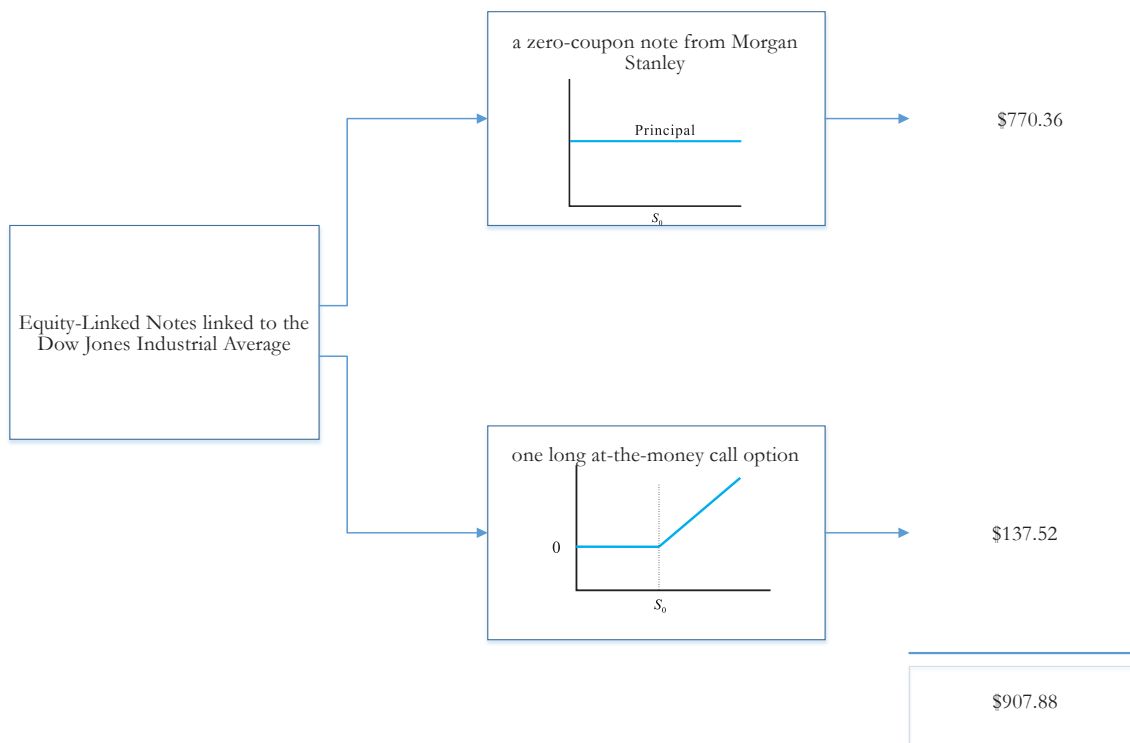 a zero-coupon note from Morgan
Stanley
Principal
S₀
$770.36
Equity-Linked Notes linked to the
Dow Jones Industrial Average
one long at-the-money call option
0
S₀
$137.52
$907.88